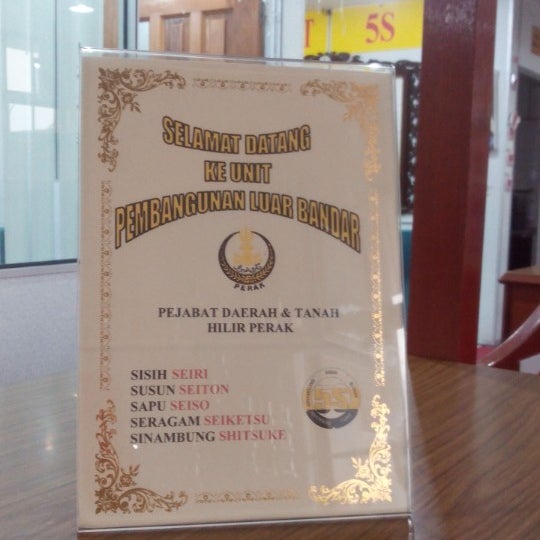 5S
SELAMAT DATANG
KE UNIT
PEMBANGUNAN LUAR BANDAR
PERAK
PEJABAT DAERAH & TANAH
HILIR PERAK
SISIH SEIRI
SUSUN SEITON
SAPU SEISO
SERAGAM SEIKETSU
SINAMBUNG SHITSUKE